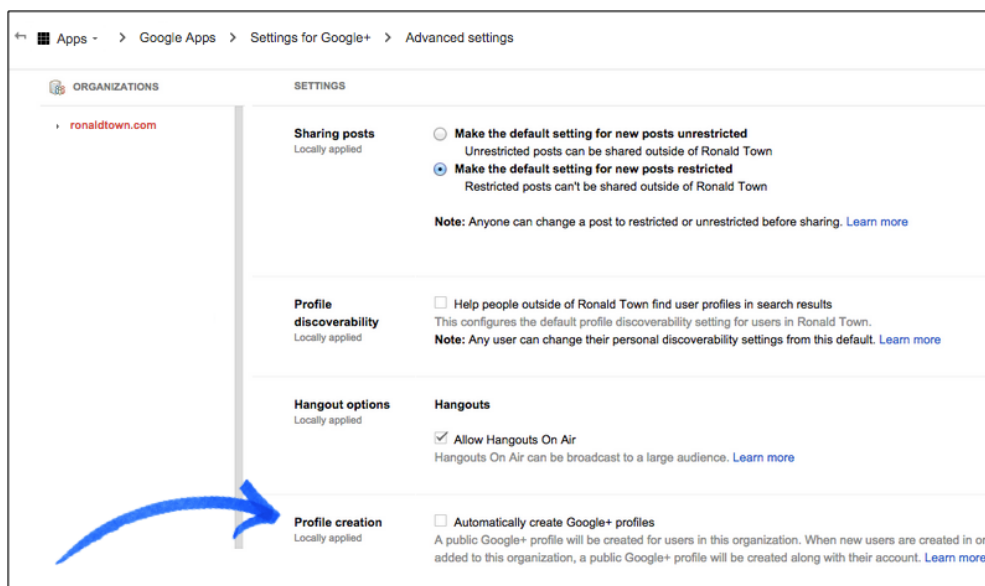 Apps > Google Apps > Settings for Google+ > Advanced settings
ORGANIZATIONS
SETTINGS
ronaldtown.com
Sharing posts
Locally applied
Make the default setting for new posts unrestricted
Unrestricted posts can be shared outside of Ronald Town
Make the default setting for new posts restricted
Restricted posts can't be shared outside of Ronald Town
Note: Anyone can change a post to restricted or unrestricted before sharing. Learn more
Profile
discoverability
Locally applied
Help people outside of Ronald Town find user profiles in search results
This configures the default profile discoverability setting for users in Ronald Town.
Note: Any user can change their personal discoverability settings from this default. Learn more
Hangout options
Locally applied
Hangouts
Allow Hangouts On Air
Hangouts On Air can be broadcast to a large audience. Learn more
Profile creation
Locally applied
Automatically create Google+ profiles
A public Google+ profile will be created for users in this organization. When new users are created in or
added to this organization, a public Google+ profile will be created along with their account. Learn more